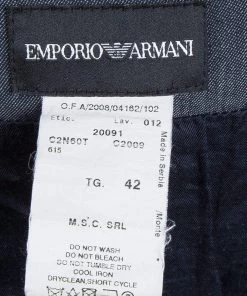 EMPORIO ARMANI
O.F.A/2008/04162/102
Etic. Lav. 012
20091
C2N60T C2009
615
TG. 42
M.S.C. SRL
DO NOT WASH
DO NOT BLEACH
DO NOT TUMBLE DRY
COOL IRON
DRYCLEAN, SHORT CYCLE
Made in Serbia